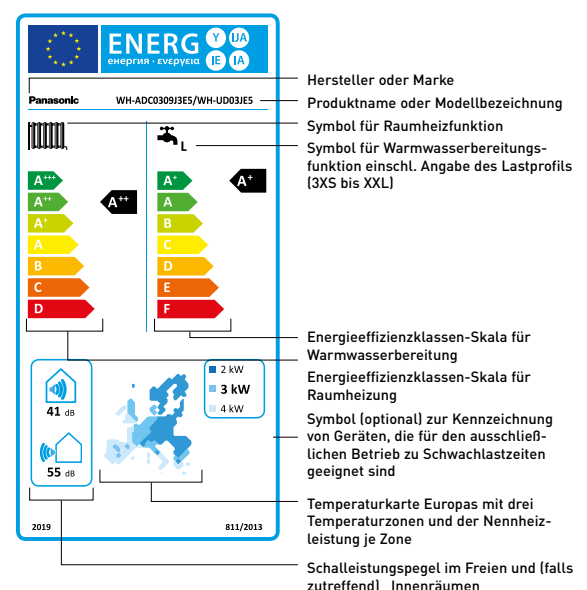 ENERG
енергия · ενεργεια
Y
IJA
IE
IA
Panasonic
WH-ADC0309J3E5/WH-UD03JE5
L
A+++
A++
A+
A
B
C
D
A++
A+
A
B
C
D
E
F
A+
41 dB
55 dB
2 kW
3 kW
4 kW
2019
811/2013
Hersteller oder Marke
Produktname oder Modellbezeichnung
Symbol für Raumheizfunktion
Symbol für Warmwasserbereitungs-
funktion einschl. Angabe des Lastprofils
(3XS bis XXL)
Energieeffizienzklassen-Skala für
Warmwasserbereitung
Energieeffizienzklassen-Skala für
Raumheizung
Symbol (optional) zur Kennzeichnung
von Geräten, die für den ausschließ-
lichen Betrieb zu Schwachlastzeiten
geeignet sind
Temperaturkarte Europas mit drei
Temperaturzonen und der Nennheiz-
leistung je Zone
Schallleistungspegel im Freien und (falls
zutreffend) Innenräumen